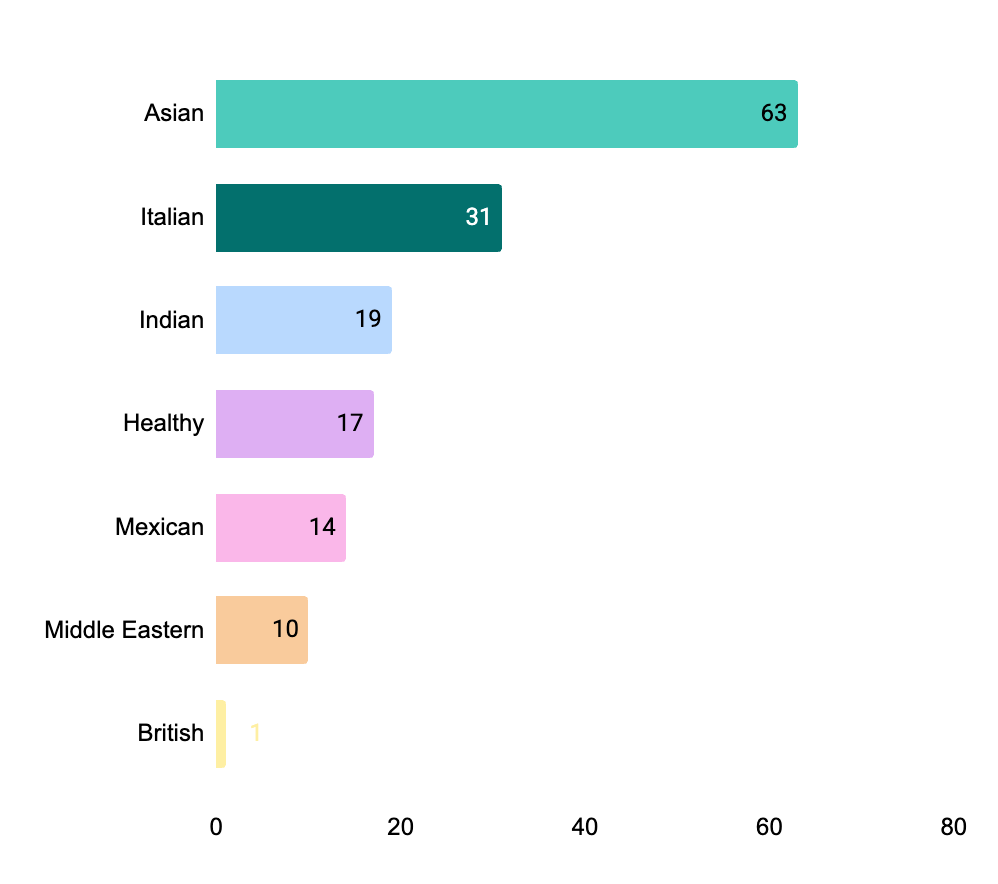 Asian 63
Italian 31
Indian 19
Healthy 17
Mexican 14
Middle Eastern 10
British 1
0 20 40 60 80